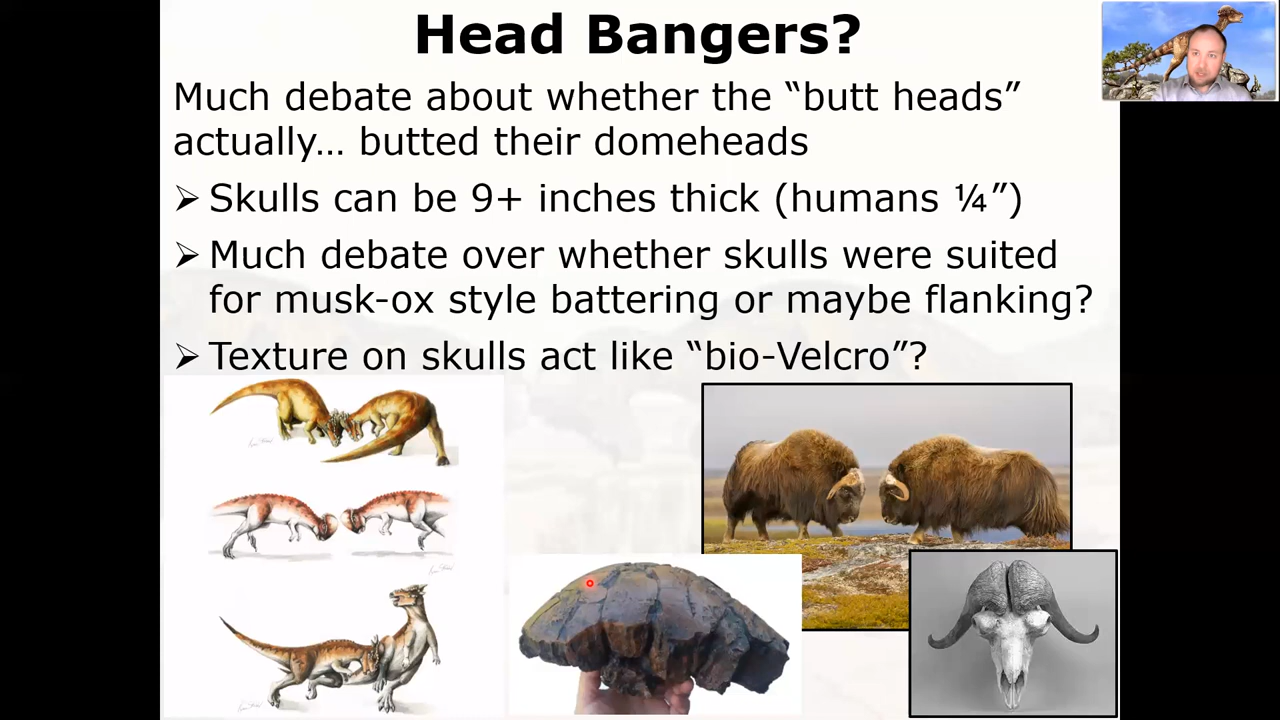 Head Bangers?
Much debate about whether the “butt heads”
actually… butted their domeheads
➢ Skulls can be 9+ inches thick (humans ¼”)
➢ Much debate over whether skulls were suited
for musk-ox style battering or maybe flanking?
➢ Texture on skulls act like “bio-Velcro”?